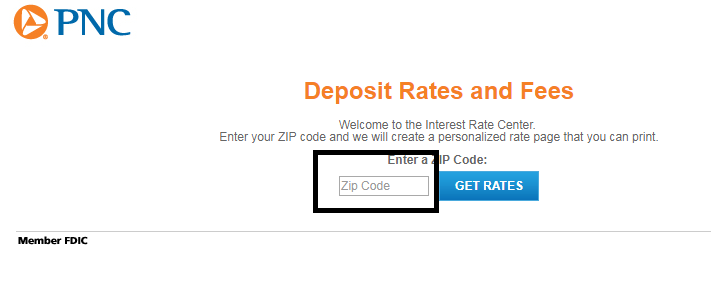 PNC
Deposit Rates and Fees
Welcome to the Interest Rate Center.
Enter your ZIP code and we will create a personalized rate page that you can print.
Enter a ZIP Code:
Zip Code
GET RATES
Member FDIC